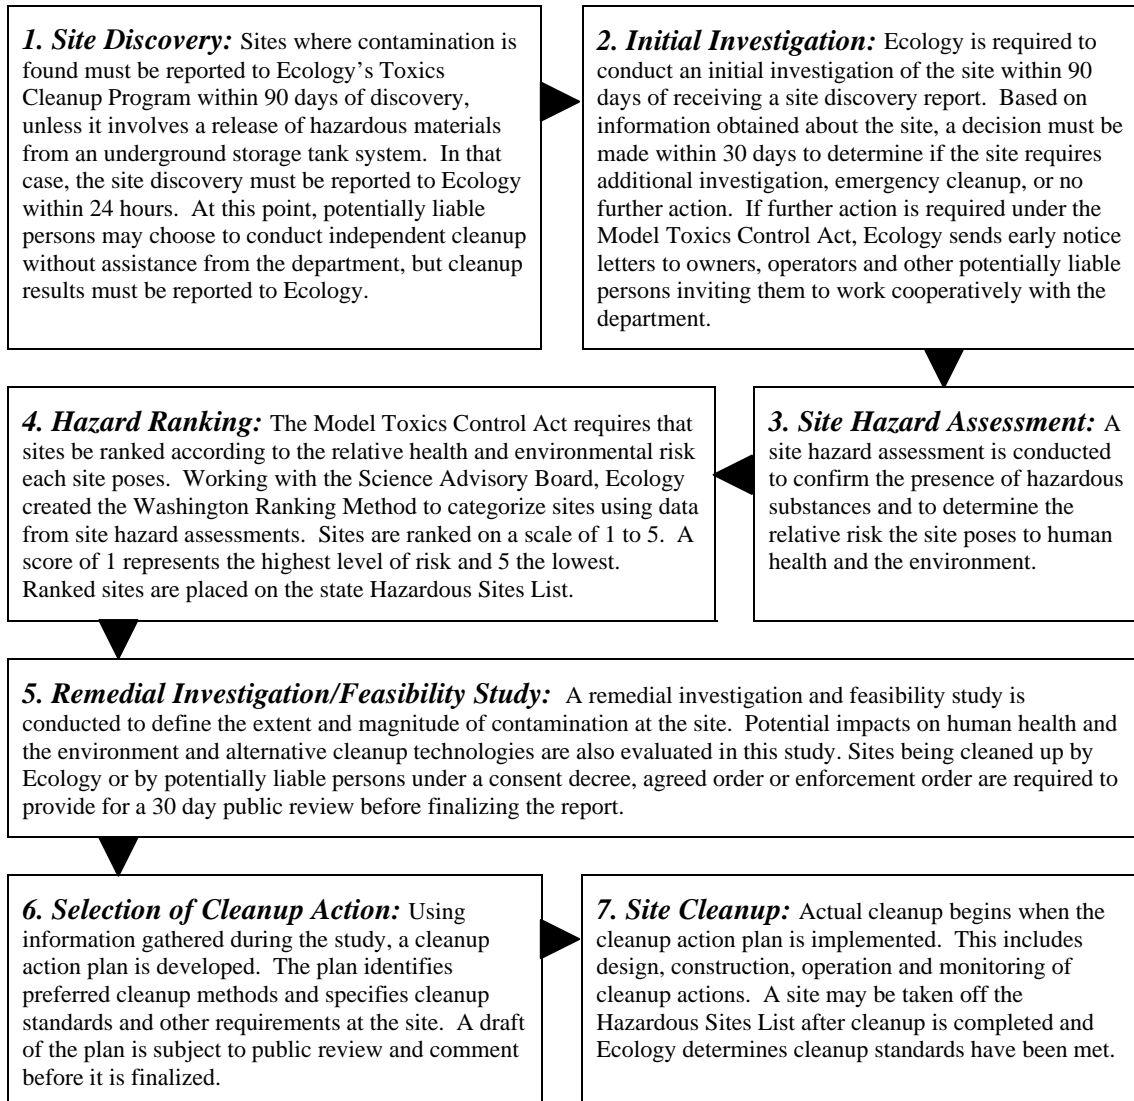 1. Site Discovery: Sites where contamination is
found must be reported to Ecology's Toxics
Cleanup Program within 90 days of discovery,
unless it involves a release of hazardous materials
from an underground storage tank system.  In that
case, the site discovery must be reported to Ecology
within 24 hours.  At this point, potentially liable
persons may choose to conduct independent cleanup
without assistance from the department, but cleanup
results must be reported to Ecology.
2. Initial Investigation: Ecology is required to
conduct an initial investigation of the site within 90
days of receiving a site discovery report.  Based on
information obtained about the site, a decision must be
made within 30 days to determine if the site requires
additional investigation, emergency cleanup, or no
further action.  If further action is required under the
Model Toxics Control Act, Ecology sends early notice
letters to owners, operators and other potentially liable
persons inviting them to work cooperatively with the
department.
3. Site Hazard Assessment: A
site hazard assessment is conducted
to confirm the presence of hazardous
substances and to determine the
relative risk the site poses to human
health and the environment.
4. Hazard Ranking: The Model Toxics Control Act requires that
sites be ranked according to the relative health and environmental risk
each site poses.  Working with the Science Advisory Board, Ecology
created the Washington Ranking Method to categorize sites using data
from site hazard assessments.  Sites are ranked on a scale of 1 to 5.  A
score of 1 represents the highest level of risk and 5 the lowest.
Ranked sites are placed on the state Hazardous Sites List.
5. Remedial Investigation/Feasibility Study:  A remedial investigation and feasibility study is
conducted to define the extent and magnitude of contamination at the site.  Potential impacts on human health and
the environment and alternative cleanup technologies are also evaluated in this study. Sites being cleaned up by
Ecology or by potentially liable persons under a consent decree, agreed order or enforcement order are required to
provide for a 30 day public review before finalizing the report.
6. Selection of Cleanup Action: Using
information gathered during the study, a cleanup
action plan is developed.  The plan identifies
preferred cleanup methods and specifies cleanup
standards and other requirements at the site.  A draft
of the plan is subject to public review and comment
before it is finalized.
7. Site Cleanup: Actual cleanup begins when the
cleanup action plan is implemented.  This includes
design, construction, operation and monitoring of
cleanup actions.  A site may be taken off the
Hazardous Sites List after cleanup is completed and
Ecology determines cleanup standards have been met.